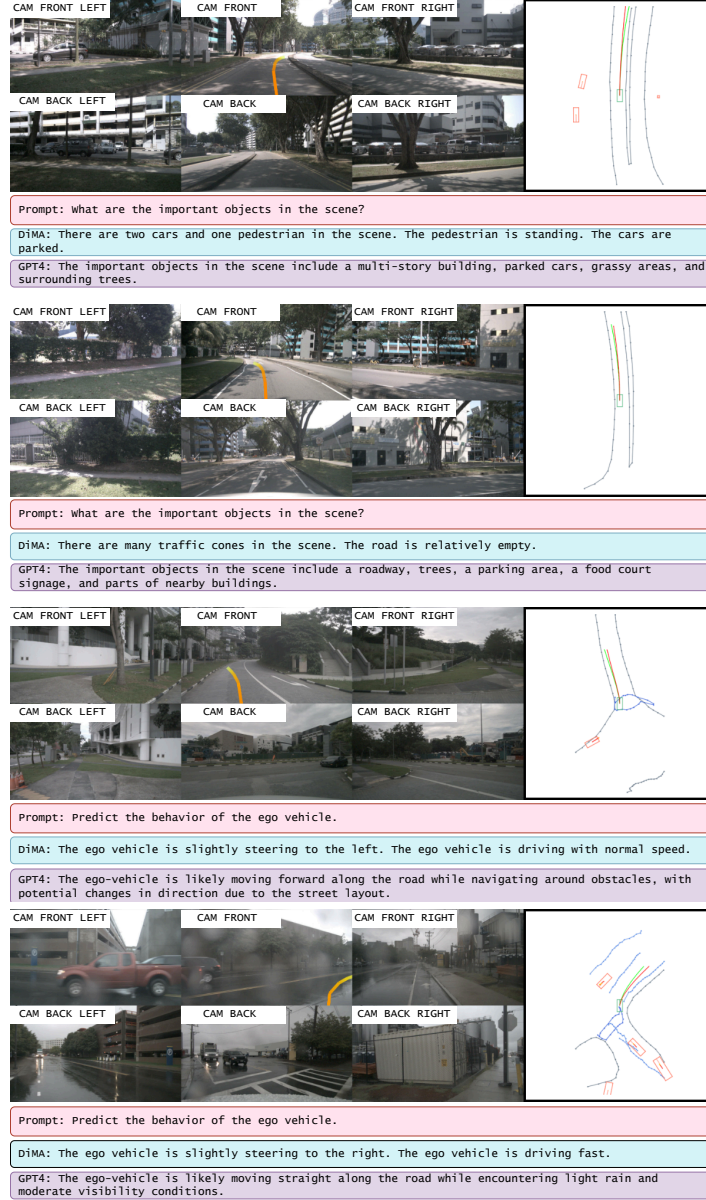 CAM FRONT LEFT CAM FRONT CAM FRONT RIGHT
CAM BACK LEFT CAM BACK CAM BACK RIGHT
Prompt: What are the important objects in the scene?
DiMA: There are two cars and one pedestrian in the scene. The pedestrian is standing. The cars are
parked.
GPT4: The important objects in the scene include a multi-story building, parked cars, grassy areas, and
surrounding trees.
CAM FRONT LEFT CAM FRONT CAM FRONT RIGHT
CAM BACK LEFT CAM BACK CAM BACK RIGHT
Prompt: What are the important objects in the scene?
DiMA: There are many traffic cones in the scene. The road is relatively empty.
GPT4: The important objects in the scene include a roadway, trees, a parking area, a food court
signage, and parts of nearby buildings.
CAM FRONT LEFT CAM FRONT CAM FRONT RIGHT
CAM BACK LEFT CAM BACK CAM BACK RIGHT
Prompt: Predict the behavior of the ego vehicle.
DiMA: The ego vehicle is slightly steering to the left. The ego vehicle is driving with normal speed.
GPT4: The ego-vehicle is likely moving forward along the road while navigating around obstacles, with
potential changes in direction due to the street layout.
CAM FRONT LEFT CAM FRONT CAM FRONT RIGHT
CAM BACK LEFT CAM BACK CAM BACK RIGHT
Prompt: Predict the behavior of the ego vehicle.
DiMA: The ego vehicle is slightly steering to the right. The ego vehicle is driving fast.
GPT4: The ego-vehicle is likely moving straight along the road while encountering light rain and
moderate visibility conditions.